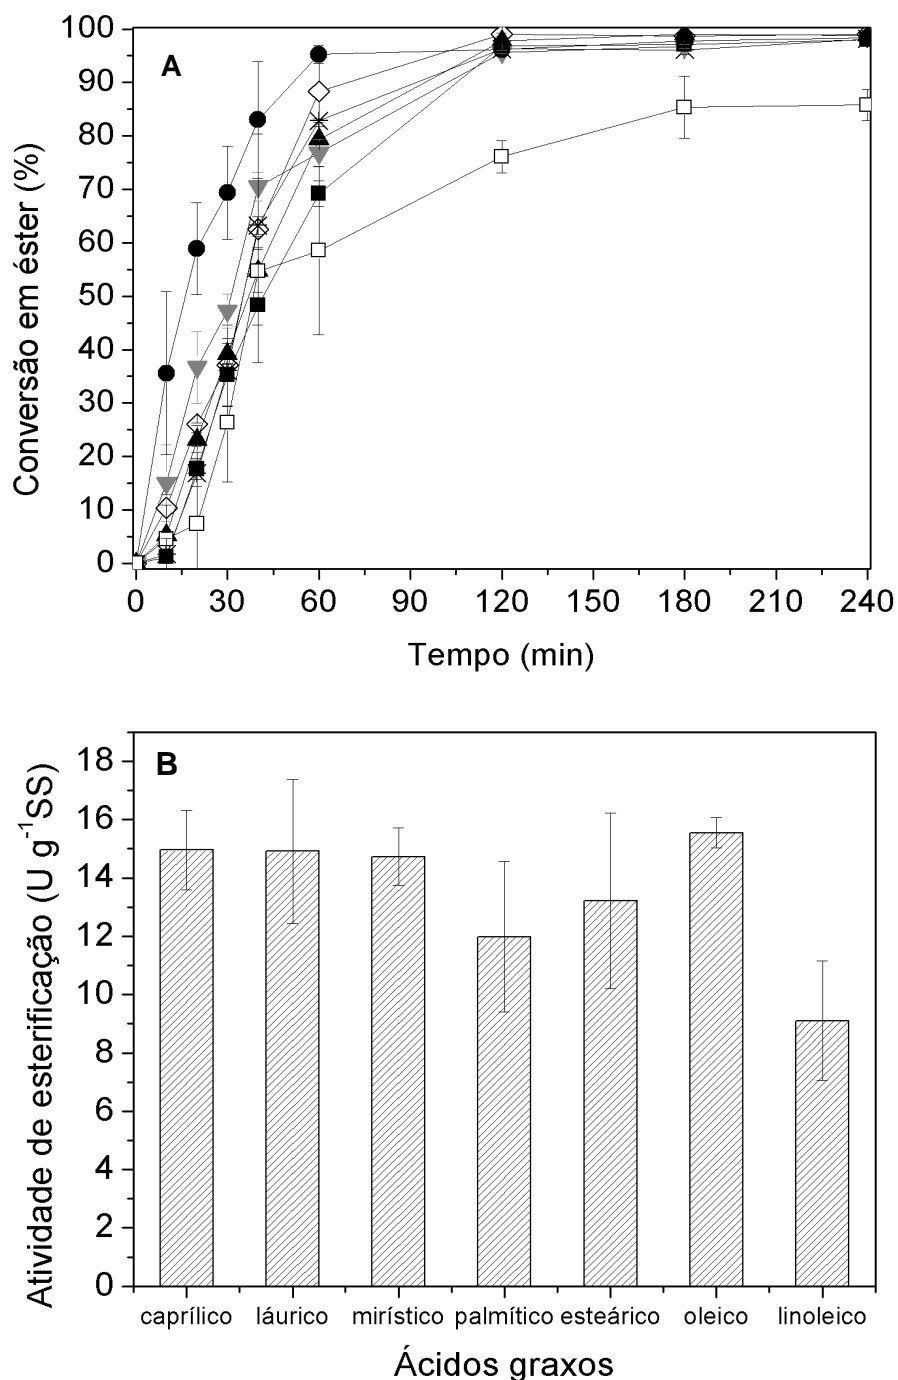 A
Conversão em éster (%)
100
90
80
70
60
50
40
30
20
10
0
0 30 60 90 120 150 180 210 240
Tempo (min)
B
Atividade de esterificação (U g⁻¹SS)
18
16
14
12
10
8
6
4
2
0
caprílico láurico mirístico palmítico esteárico oleico linoleico
Ácidos graxos